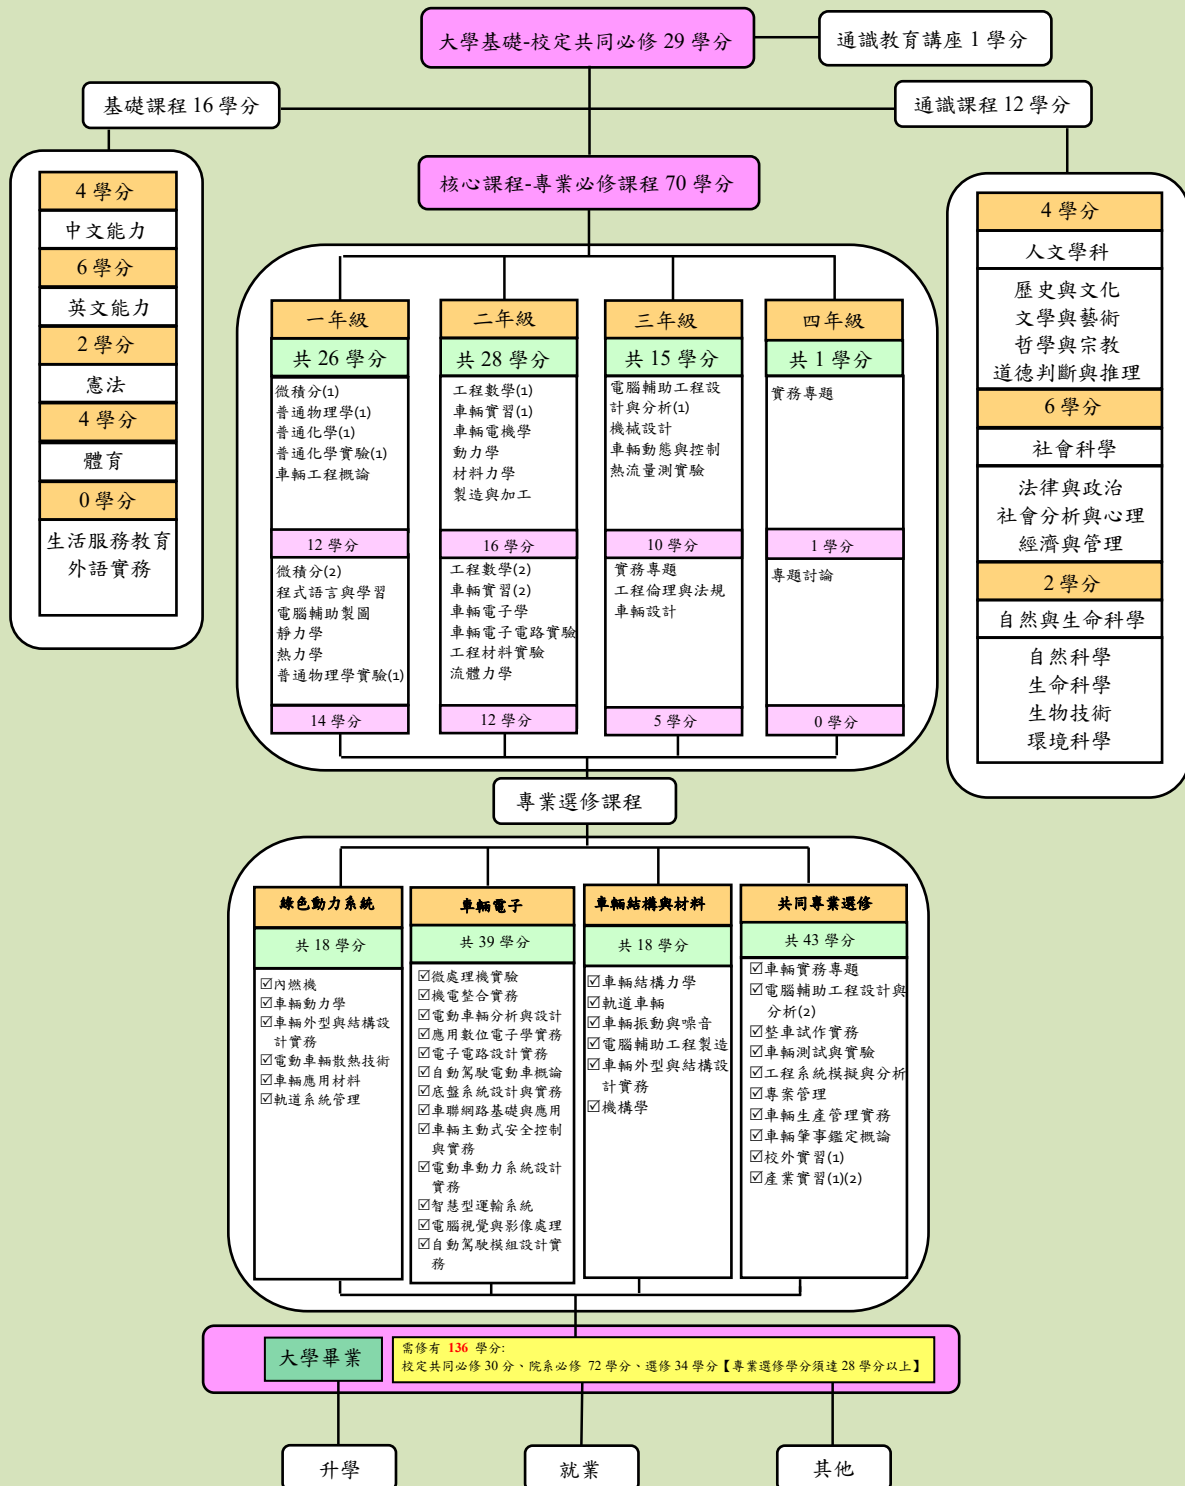 大學基礎-校定共同必修 29 學分
通識教育講座 1 學分
基礎課程 16 學分
通識課程 12 學分
4 學分
中文能力
6 學分
英文能力
2 學分
憲法
4 學分
體育
0 學分
生活服務教育
外語實務
核心課程-專業必修課程 70 學分
一年級
共 26 學分
微積分(1)
普通物理學(1)
普通化學(1)
普通化學實驗(1)
車輛工程概論
12 學分
微積分(2)
程式語言與學習
電腦輔助製圖
靜力學
熱力學
普通物理學實驗(1)
14 學分
二年級
共 28 學分
工程數學(1)
車輛實習(1)
車輛電機學
動力學
材料力學
製造與加工
16 學分
工程數學(2)
車輛實習(2)
車輛電子學
車輛電子電路實驗
工程材料實驗
流體力學
12 學分
三年級
共 15 學分
電腦輔助工程設
計與分析(1)
機械設計
車輛動態與控制
熱流量測實驗
10 學分
實務專題
工程倫理與法規
車輛設計
5 學分
四年級
共 1 學分
實務專題
1 學分
專題討論
0 學分
4 學分
人文學科
歷史與文化
文學與藝術
哲學與宗教
道德判斷與推理
6 學分
社會科學
法律與政治
社會分析與心理
經濟與管理
2 學分
自然與生命科學
自然科學
生命科學
生物技術
環境科學
專業選修課程
綠色動力系統
共 18 學分
☑內燃機
☑車輛動力學
☑車輛外型與結構設
計實務
☑電動車輛散熱技術
☑車輛應用材料
☑軌道系統管理
車輛電子
共 39 學分
☑微處理機實驗
☑機電整合實務
☑電動車輛分析與設計
☑應用數位電子學實務
☑電子電路設計實務
☑自動駕駛電動車概論
☑底盤系統設計與實務
☑車聯網路基礎與應用
☑車輛主動式安全控制
與實務
☑電動車動力系統設計
實務
☑智慧型運輸系統
☑電腦視覺與影像處理
☑自動駕駛模組設計實
務
車輛結構與材料
共 18 學分
☑車輛結構力學
☑軌道車輛
☑車輛振動與噪音
☑電腦輔助工程製造
☑車輛外型與結構設
計實務
☑機構學
共同專業選修
共 43 學分
☑車輛實務專題
☑電腦輔助工程設計與
分析(2)
☑整車試作實務
☑車輛測試與實驗
☑工程系統模擬與分析
☑專案管理
☑車輛生產管理實務
☑車輛肇事鑑定概論
☑校外實習(1)
☑產業實習(1)(2)
大學畢業
需修有 136 學分:
校定共同必修 30 分、院系必修 72 學分、選修 34 學分【專業選修學分須達 28 學分以上】
升學
就業
其他